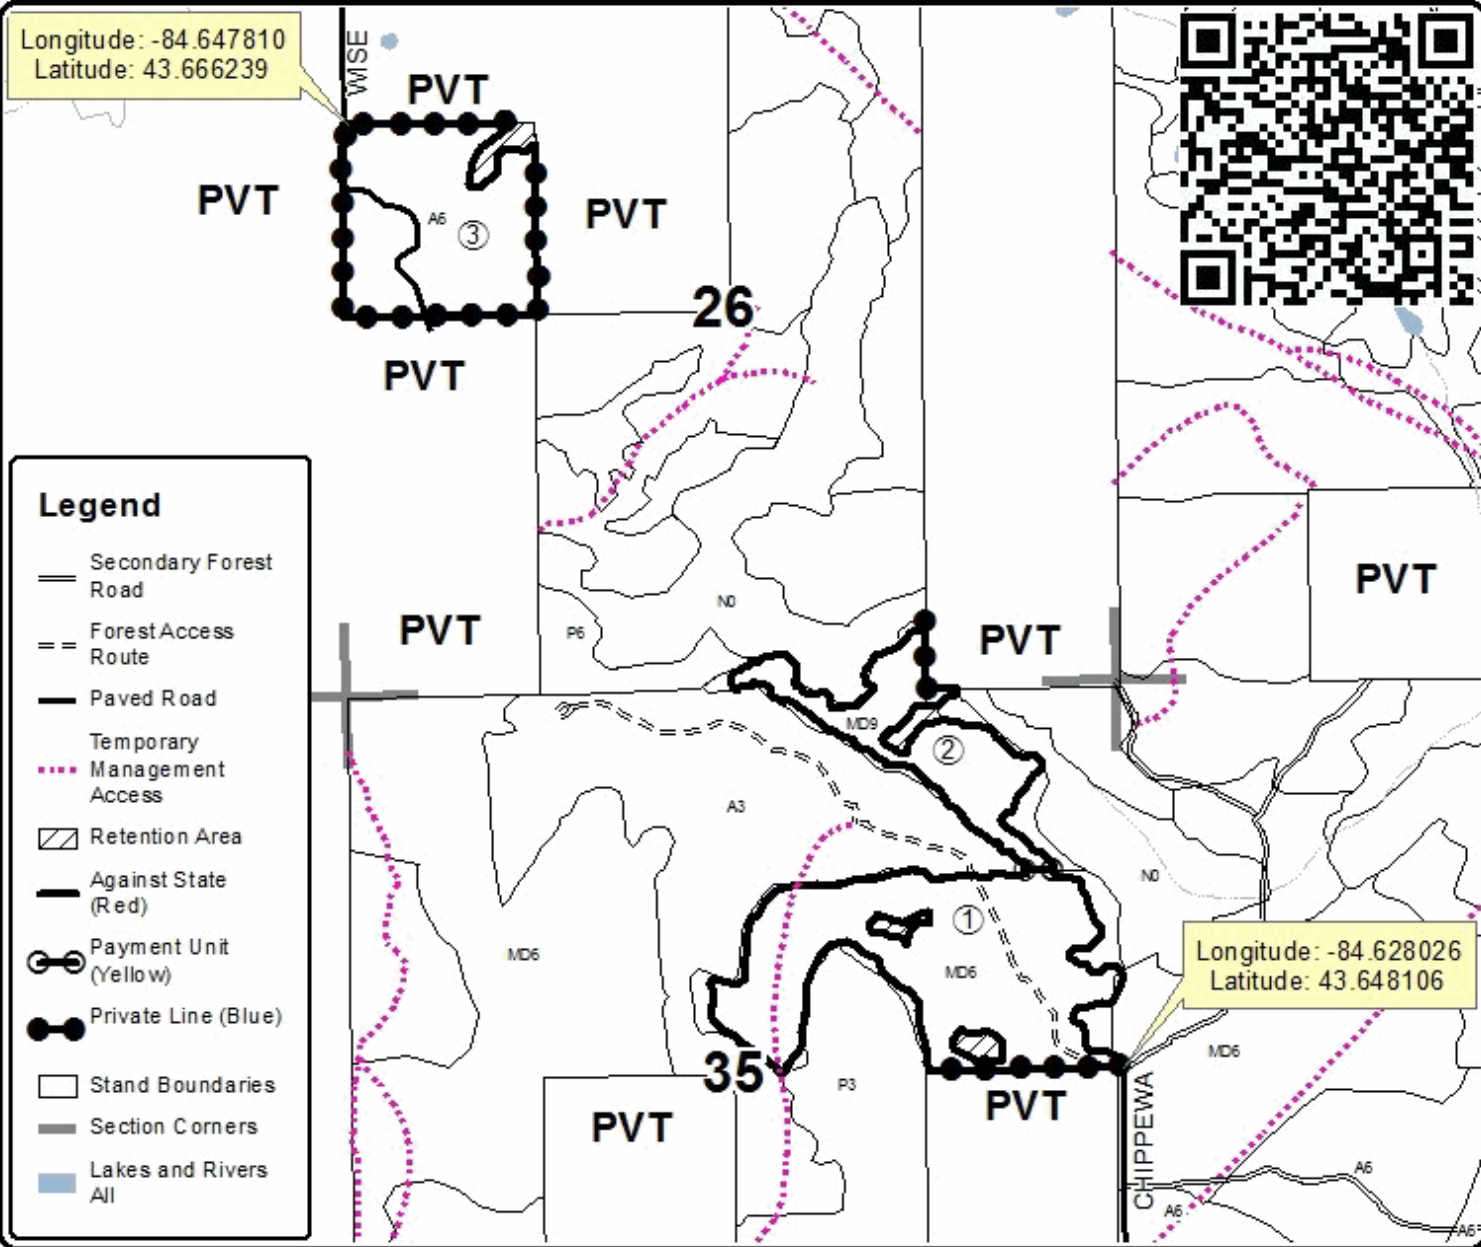 Longitude: -84.647810
Latitude: 43.666239
WISE
PVT
PVT
PVT
A6
3
26
PVT
Legend
Secondary Forest
Road
Forest Access
Route
Paved Road
Temporary
Management
Access
Retention Area
Against State
(Red)
Payment Unit
(Yellow)
Private Line (Blue)
Stand Boundaries
Section Corners
Lakes and Rivers
All
PVT
N0
P6
PVT
PVT
MD9
2
A3
N0
1
MD6
MD6
Longitude: -84.628026
Latitude: 43.648106
MD6
35
P3
PVT
PVT
CHIPPEWA
A6
A6
A6